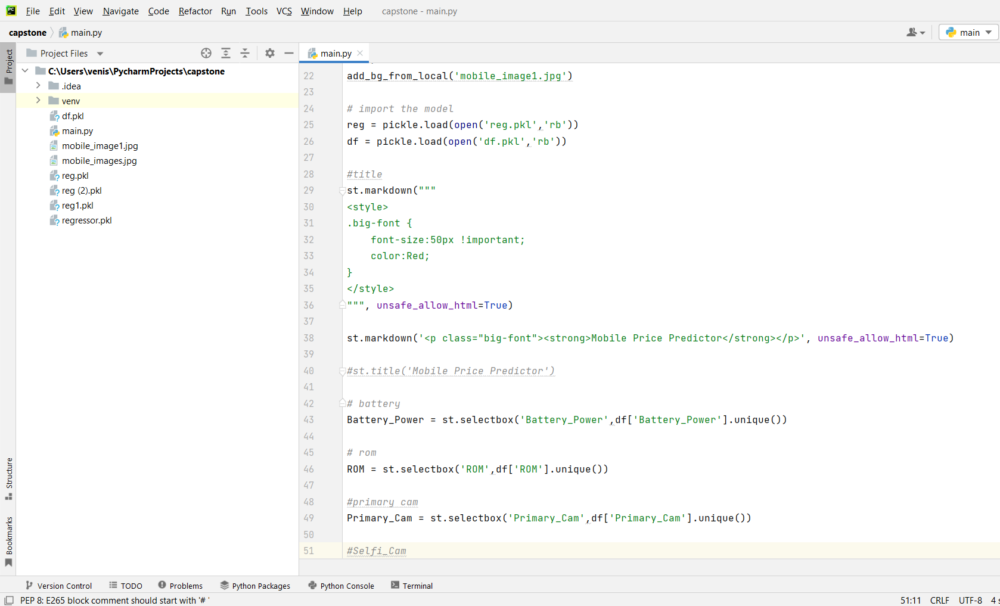 PC File Edit View Navigate Code Refactor Run Tools VCS Window Help capstone - main.py
capstone main.py main
Project
Project Files
C:\Users\venis\PycharmProjects\capstone
.idea
venv
df.pkl
main.py
mobile_image1.jpg
mobile_images.jpg
reg.pkl
reg (2).pkl
reg1.pkl
regressor.pkl
Structure
Bookmarks
main.py
22 add_bg_from_local('mobile_image1.jpg')
23
24 # import the model
25 reg = pickle.load(open('reg.pkl','rb'))
26 df = pickle.load(open('df.pkl','rb'))
27
28 #title
29 st.markdown("""
30 <style>
31 .big-font {
32     font-size:50px !important;
33     color:Red;
34 }
35 </style>
36 """, unsafe_allow_html=True)
37
38 st.markdown('<p class="big-font"><strong>Mobile Price Predictor</strong></p>', unsafe_allow_html=True)
39
40 #st.title('Mobile Price Predictor')
41
42 # battery
43 Battery_Power = st.selectbox('Battery_Power',df['Battery_Power'].unique())
44
45 # rom
46 ROM = st.selectbox('ROM',df['ROM'].unique())
47
48 #primary cam
49 Primary_Cam = st.selectbox('Primary_Cam',df['Primary_Cam'].unique())
50
51 #Selfi_Cam
Version Control TODO Problems Python Packages Python Console Terminal
PEP 8: E265 block comment should start with '# ' 51:11 CRLF UTF-8 4 s